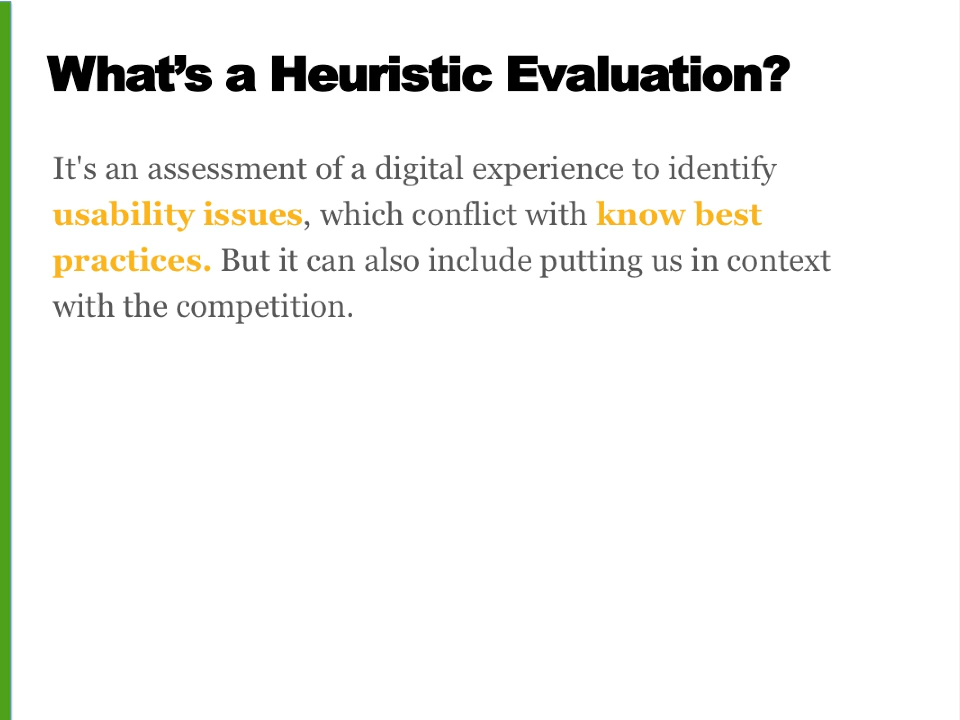 What’s a Heuristic Evaluation?
It's an assessment of a digital experience to identify
usability issues, which conflict with know best
practices. But it can also include putting us in context
with the competition.